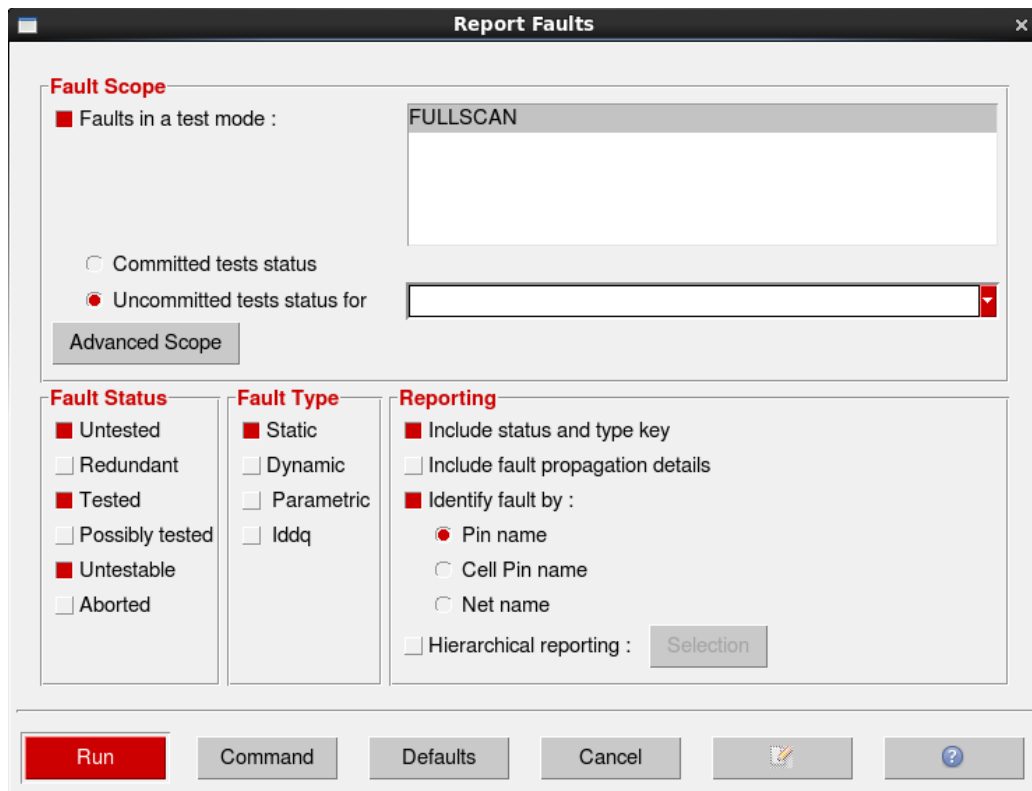 Report Faults
Fault Scope
Faults in a test mode :
FULLSCAN
Committed tests status
Uncommitted tests status for
Advanced Scope
Fault Status
Untested
Redundant
Tested
Possibly tested
Untestable
Aborted
Fault Type
Static
Dynamic
Parametric
Iddq
Reporting
Include status and type key
Include fault propagation details
Identify fault by :
Pin name
Cell Pin name
Net name
Hierarchical reporting :
Selection
Run
Command
Defaults
Cancel